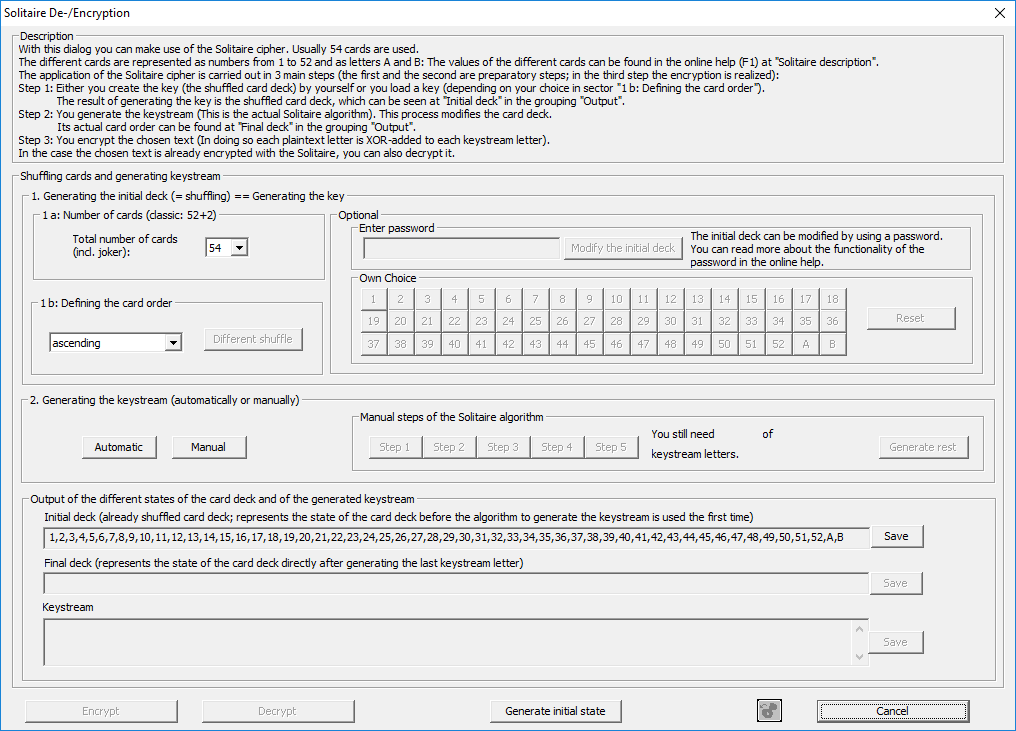 Solitaire De-/Encryption
Description
With this dialog you can make use of the Solitaire cipher. Usually 54 cards are used.
The different cards are represented as numbers from 1 to 52 and as letters A and B: The values of the different cards can be found in the online help (F1) at "Solitaire description".
The application of the Solitaire cipher is carried out in 3 main steps (the first and the second are preparatory steps; in the third step the encryption is realized):
Step 1: Either you create the key (the shuffled card deck) by yourself or you load a key (depending on your choice in sector "1b: Defining the card order").
The result of generating the key is the shuffled card deck, which can be seen at "Initial deck" in the grouping "Output".
Step 2: You generate the keystream (This is the actual Solitaire algorithm). This process modifies the card deck.
Its actual card order can be found at "Final deck" in the grouping "Output".
Step 3: You encrypt the chosen text (In doing so each plaintext letter is XOR-added to each keystream letter).
In the case the chosen text is already encrypted with the Solitaire, you can also decrypt it.
Shuffling cards and generating keystream
1. Generating the initial deck (= shuffling) == Generating the key
1a: Number of cards (classic: 52+2)
Total number of cards
(incl. joker):
54
1b: Defining the card order
ascending
Different shuffle
Optional
Enter password
Modify the initial deck
The initial deck can be modified by using a password.
You can read more about the functionality of the
password in the online help.
Own Choice
1 2 3 4 5 6 7 8 9 10 11 12 13 14 15 16 17 18
19 20 21 22 23 24 25 26 27 28 29 30 31 32 33 34 35 36
37 38 39 40 41 42 43 44 45 46 47 48 49 50 51 52 A B
Reset
2. Generating the keystream (automatically or manually)
Automatic
Manual
Manual steps of the Solitaire algorithm
Step 1 Step 2 Step 3 Step 4 Step 5
You still need of
keystream letters.
Generate rest
Output of the different states of the card deck and of the generated keystream
Initial deck (already shuffled card deck; represents the state of the card deck before the algorithm to generate the keystream is used the first time)
1,2,3,4,5,6,7,8,9,10,11,12,13,14,15,16,17,18,19,20,21,22,23,24,25,26,27,28,29,30,31,32,33,34,35,36,37,38,39,40,41,42,43,44,45,46,47,48,49,50,51,52,A,B
Save
Final deck (represents the state of the card deck directly after generating the last keystream letter)
Save
Keystream
Save
Encrypt
Decrypt
Generate initial state
Cancel